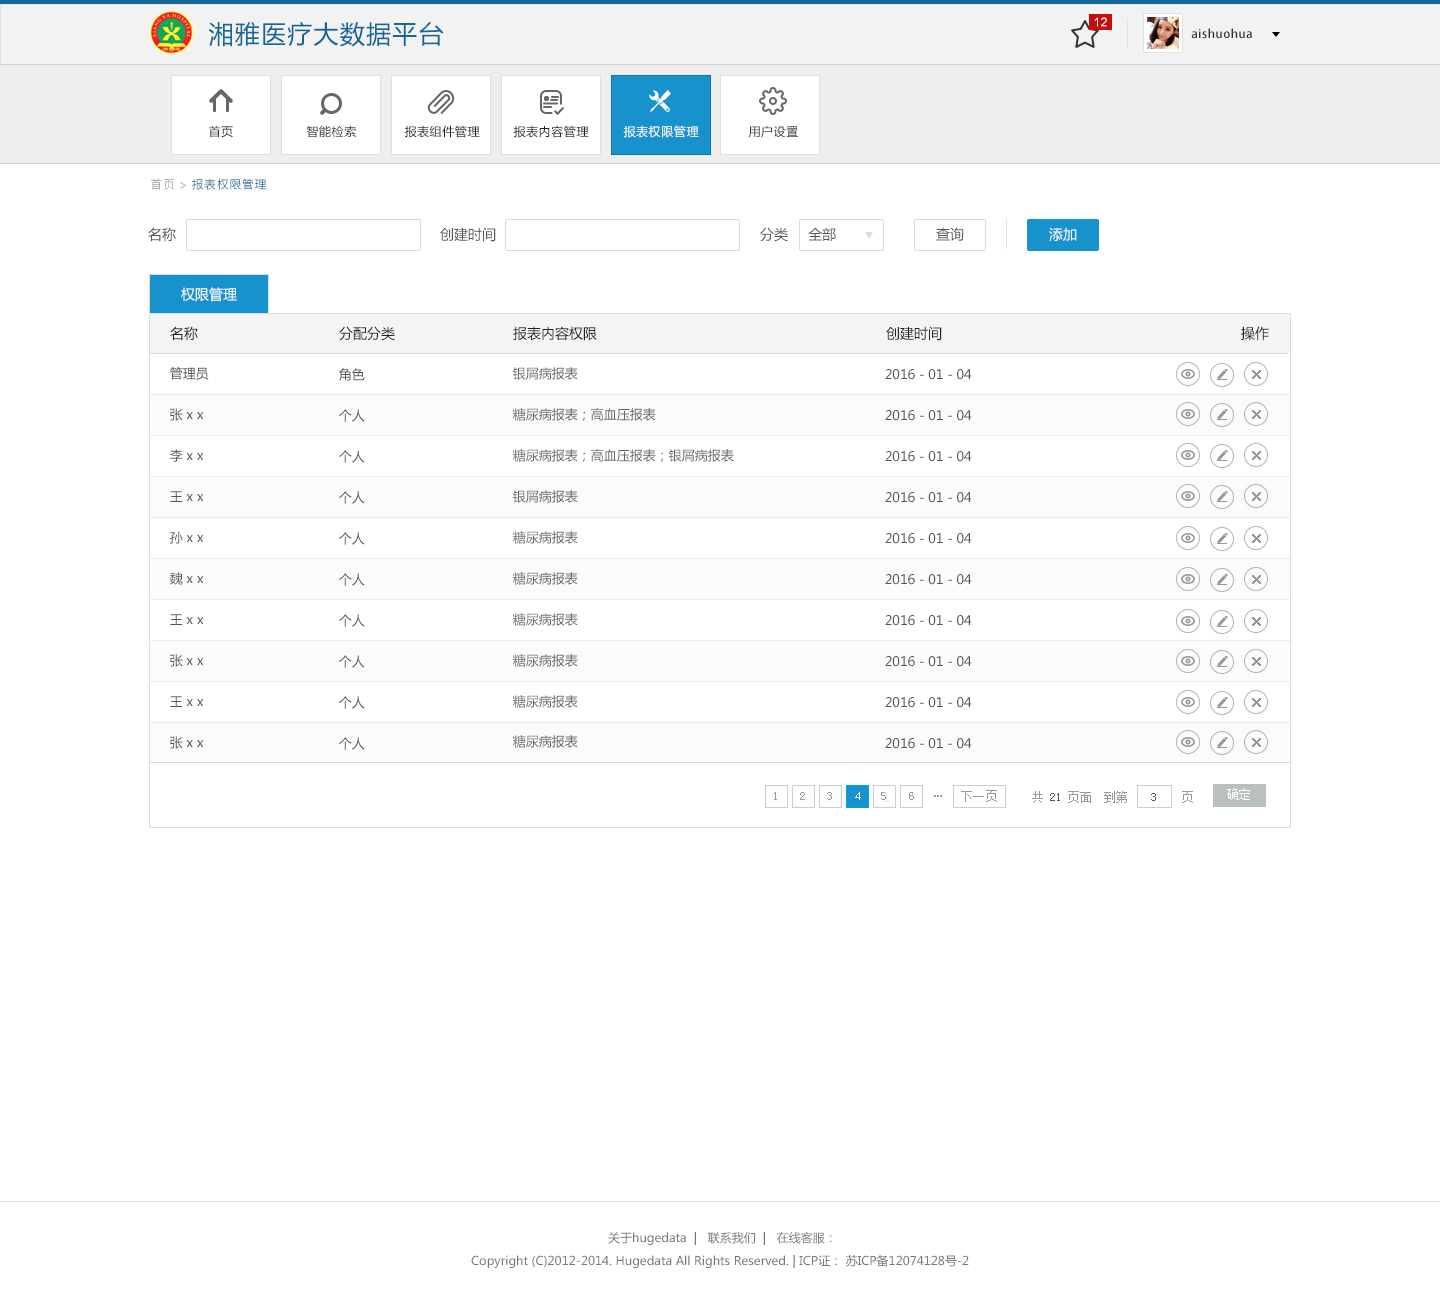 湘雅医疗大数据平台
12
aishuohua
首页 智能检索 报表组件管理 报表内容管理 报表权限管理 用户设置
首页 > 报表权限管理
名称 创建时间 分类 全部 查询 添加
权限管理
名称 分配分类 报表内容权限 创建时间 操作
管理员 角色 银屑病报表 2016 - 01 - 04
张 x x 个人 糖尿病报表；高血压报表 2016 - 01 - 04
李 x x 个人 糖尿病报表；高血压报表；银屑病报表 2016 - 01 - 04
王 x x 个人 银屑病报表 2016 - 01 - 04
孙 x x 个人 糖尿病报表 2016 - 01 - 04
魏 x x 个人 糖尿病报表 2016 - 01 - 04
王 x x 个人 糖尿病报表 2016 - 01 - 04
张 x x 个人 糖尿病报表 2016 - 01 - 04
王 x x 个人 糖尿病报表 2016 - 01 - 04
张 x x 个人 糖尿病报表 2016 - 01 - 04
1 2 3 4 5 6 ··· 下一页 共 21 页面 到第 3 页 确定
关于hugedata | 联系我们 | 在线客服：
Copyright (C)2012-2014. Hugedata All Rights Reserved. | ICP证： 苏ICP备12074128号-2